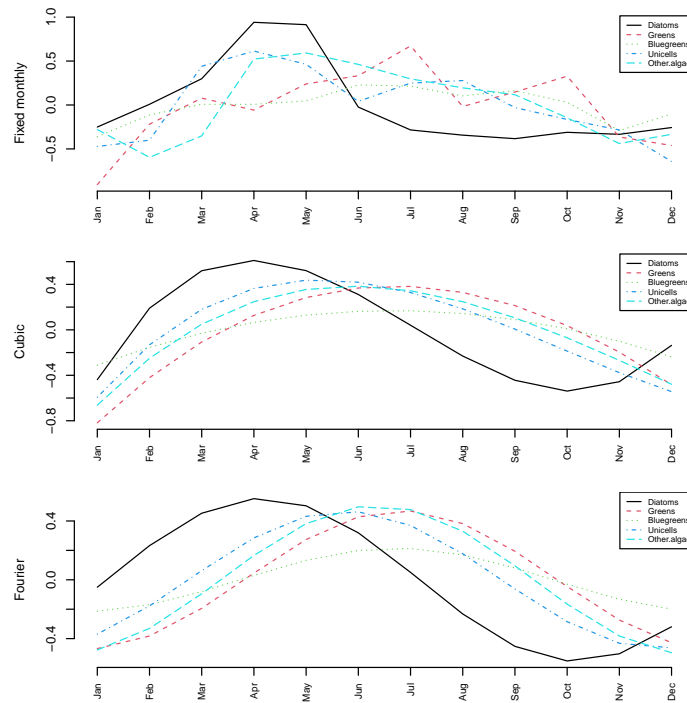 Fixed monthly
1.0
0.5
0.0
−0.5
Jan Feb Mar Apr May Jun Jul Aug Sep Oct Nov Dec
Diatoms
Greens
Bluegreens
Unicells
Other.algae
Cubic
0.4
0.0
−0.4
−0.8
Jan Feb Mar Apr May Jun Jul Aug Sep Oct Nov Dec
Diatoms
Greens
Bluegreens
Unicells
Other.algae
Fourier
0.4
0.0
−0.4
Jan Feb Mar Apr May Jun Jul Aug Sep Oct Nov Dec
Diatoms
Greens
Bluegreens
Unicells
Other.algae